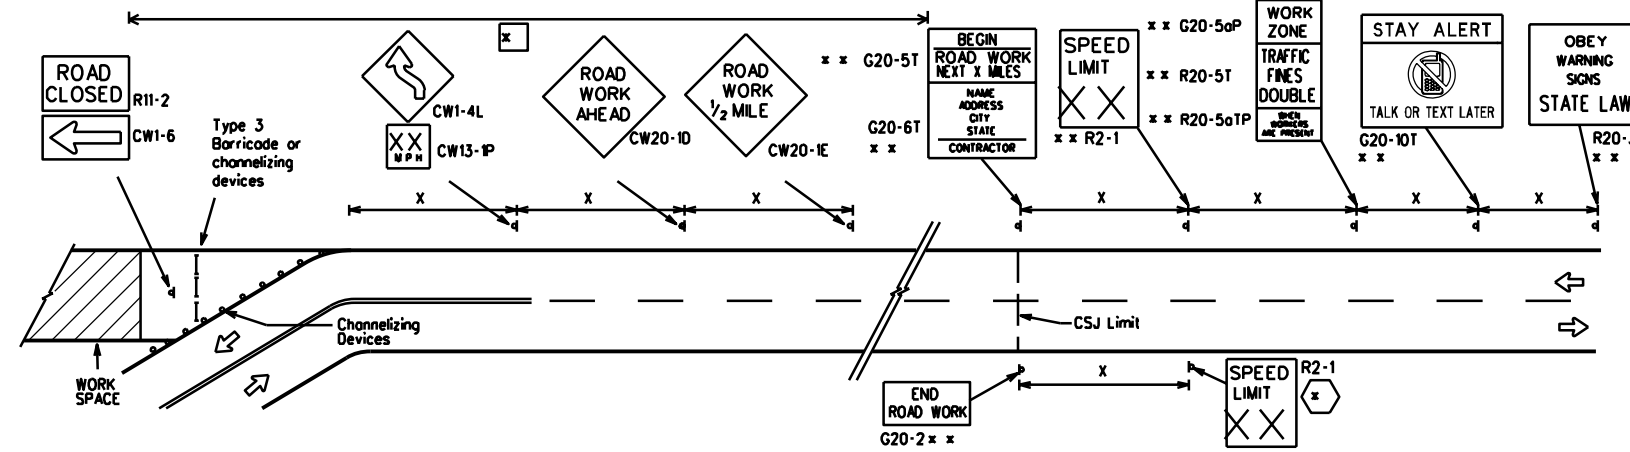 ROAD
CLOSED
R11-2
CW1-6
Type 3
Barricade or
channelizing
devices
x
CW1-4L
XX
MPH
CW13-1P
ROAD
WORK
AHEAD
CW20-1D
ROAD
WORK
1/2 MILE
CW20-1E
x x G20-5T
G20-6T
x x
BEGIN
ROAD WORK
NEXT X MILES
NAME
ADDRESS
CITY
STATE
CONTRACTOR
SPEED
LIMIT
XX
x x R2-1
x x G20-5aP
x x R20-5T
x x R20-5aTP
WORK
ZONE
TRAFFIC
FINES
DOUBLE
WHEN
WORKERS
ARE PRESENT
STAY ALERT
TALK OR TEXT LATER
G20-10T
x x
OBEY
WARNING
SIGNS
STATE LAW
x x
X
X
X
X
X
X
X
Channelizing
Devices
CSJ Limit
WORK
SPACE
X
END
ROAD WORK
G20-2 x x
SPEED
LIMIT
XX
R2-1
x